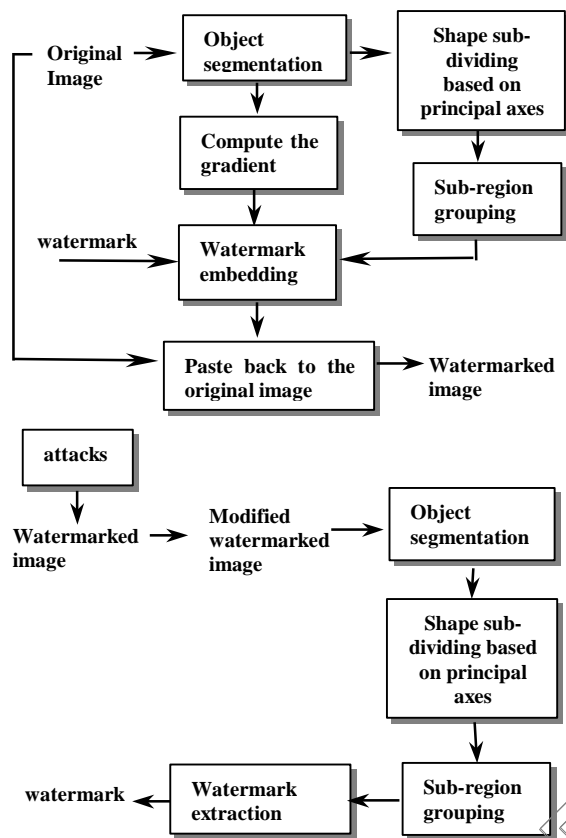 Original
Image
Object
segmentation
Shape sub-
dividing
based on
principal axes
Compute the
gradient
Sub-region
grouping
watermark
Watermark
embedding
Paste back to the
original image
Watermarked
image
attacks
Watermarked
image
Modified
watermarked
image
Object
segmentation
Shape sub-
dividing based
on principal
axes
Sub-region
grouping
Watermark
extraction
watermark